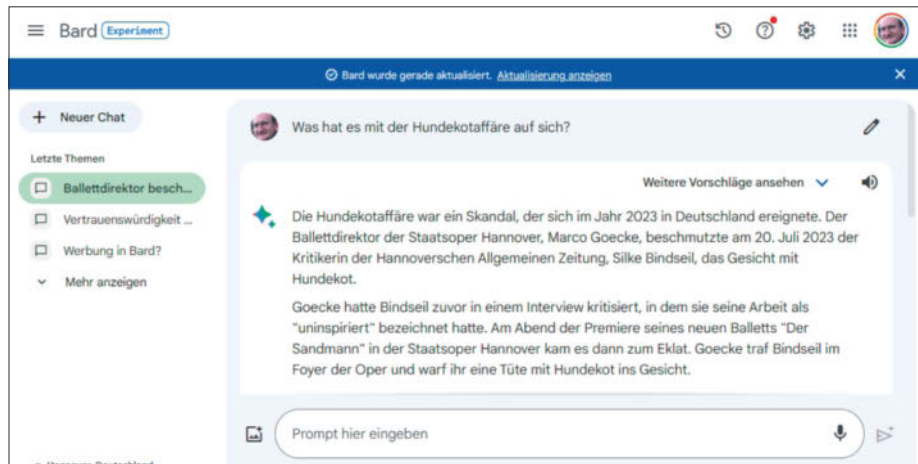 Bard Experiment
Bard wurde gerade aktualisiert. Aktualisierung anzeigen
+ Neuer Chat
Letzte Themen
Ballettdirektor besch...
Vertrauenswürdigkeit ...
Werbung in Bard?
Mehr anzeigen
Was hat es mit der Hundekotaffäre auf sich?
Weitere Vorschläge ansehen
Die Hundekotaffäre war ein Skandal, der sich im Jahr 2023 in Deutschland ereignete. Der
Ballettdirektor der Staatsoper Hannover, Marco Goecke, beschmutzte am 20. Juli 2023 der
Kritikerin der Hannoverschen Allgemeinen Zeitung, Silke Bindseil, das Gesicht mit
Hundekot.
Goecke hatte Bindseil zuvor in einem Interview kritisiert, in dem sie seine Arbeit als
"uninspiriert" bezeichnet hatte. Am Abend der Premiere seines neuen Balletts "Der
Sandmann" in der Staatsoper Hannover kam es dann zum Eklat. Goecke traf Bindseil im
Foyer der Oper und warf ihr eine Tüte mit Hundekot ins Gesicht.
Prompt hier eingeben